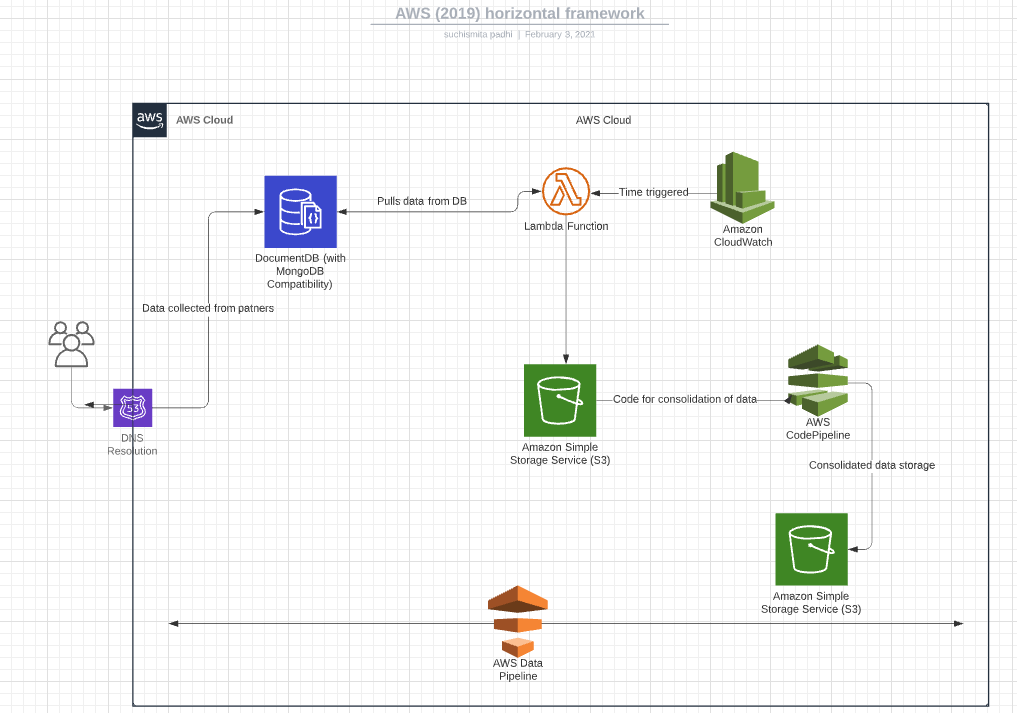 AWS (2019) horizontal framework
suchismita padhi | February 3, 2021
aws
AWS Cloud
AWS Cloud
Pulls data from DB
Time triggered
Lambda Function
Amazon
CloudWatch
DocumentDB (with
MongoDB
Compatibility)
Data collected from patners
53
DNS
Resolution
Code for consolidation of data
AWS
CodePipeline
Amazon Simple
Storage Service (S3)
Consolidated data storage
Amazon Simple
Storage Service (S3)
AWS Data
Pipeline